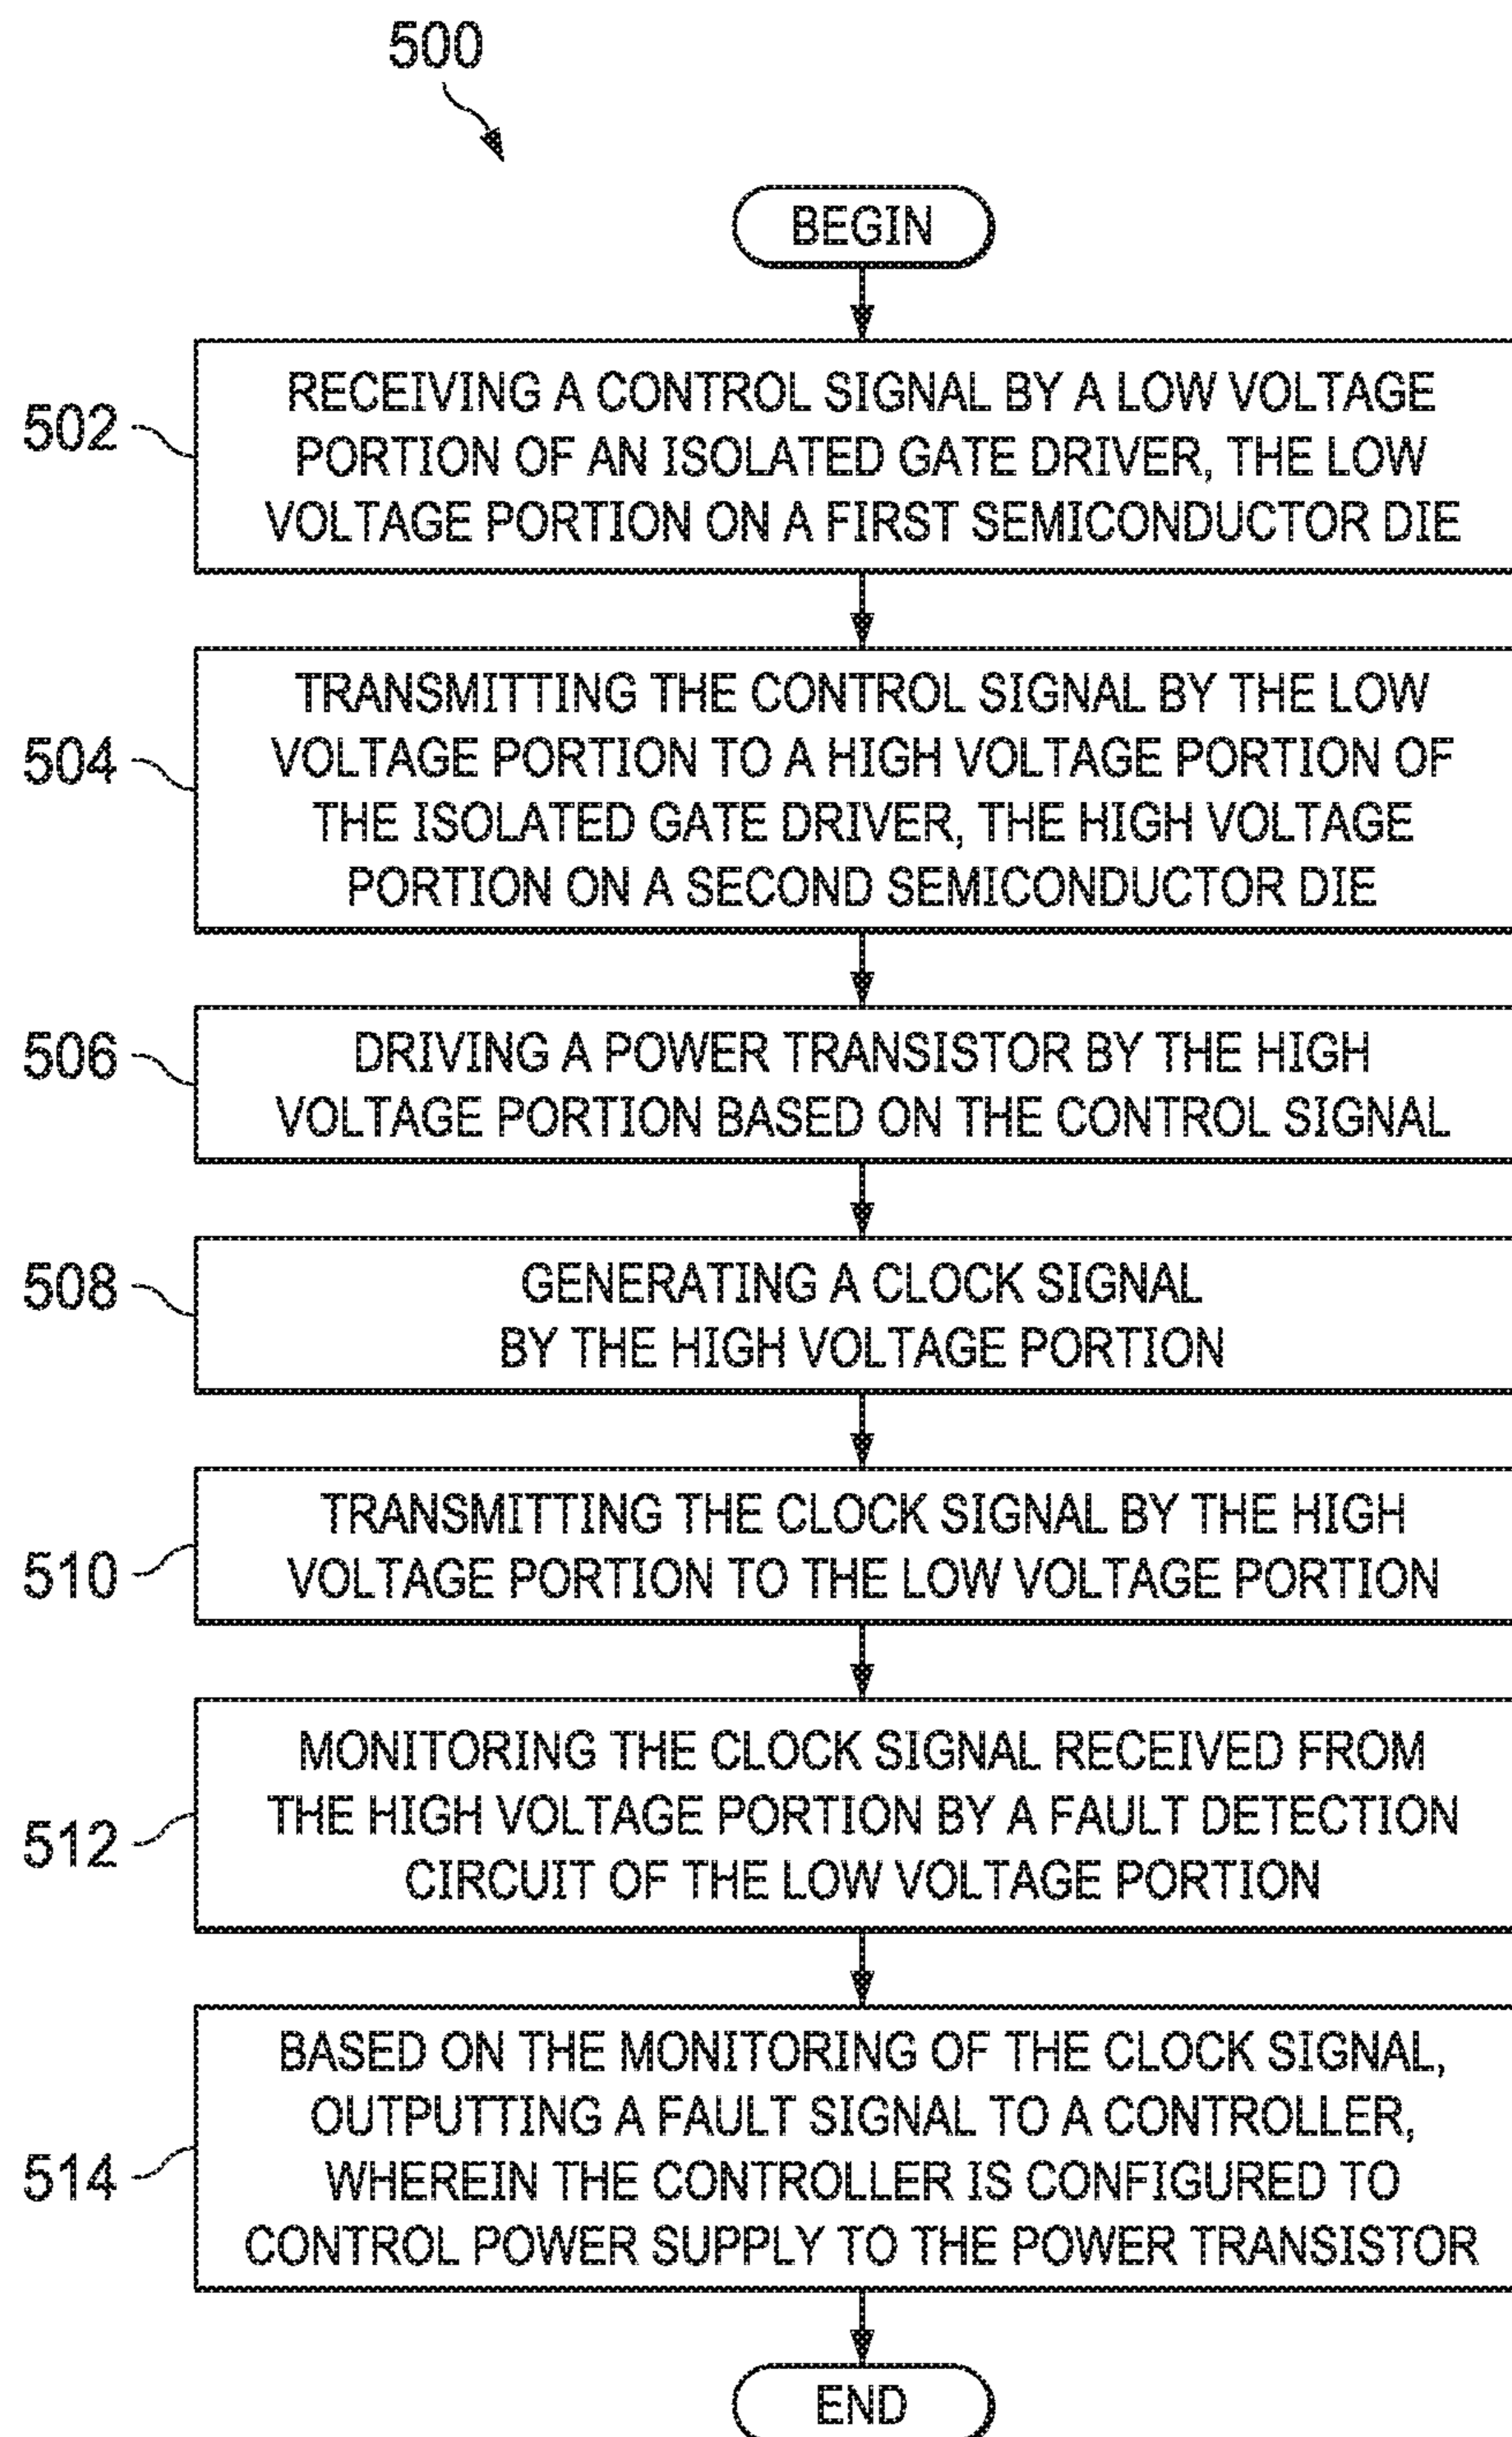 500
BEGIN
502
RECEIVING A CONTROL SIGNAL BY A LOW VOLTAGE
PORTION OF AN ISOLATED GATE DRIVER, THE LOW
VOLTAGE PORTION ON A FIRST SEMICONDUCTOR DIE
504
TRANSMITTING THE CONTROL SIGNAL BY THE LOW
VOLTAGE PORTION TO A HIGH VOLTAGE PORTION OF
THE ISOLATED GATE DRIVER, THE HIGH VOLTAGE
PORTION ON A SECOND SEMICONDUCTOR DIE
506
DRIVING A POWER TRANSISTOR BY THE HIGH
VOLTAGE PORTION BASED ON THE CONTROL SIGNAL
508
GENERATING A CLOCK SIGNAL
BY THE HIGH VOLTAGE PORTION
510
TRANSMITTING THE CLOCK SIGNAL BY THE HIGH
VOLTAGE PORTION TO THE LOW VOLTAGE PORTION
512
MONITORING THE CLOCK SIGNAL RECEIVED FROM
THE HIGH VOLTAGE PORTION BY A FAULT DETECTION
CIRCUIT OF THE LOW VOLTAGE PORTION
514
BASED ON THE MONITORING OF THE CLOCK SIGNAL,
OUTPUTTING A FAULT SIGNAL TO A CONTROLLER,
WHEREIN THE CONTROLLER IS CONFIGURED TO
CONTROL POWER SUPPLY TO THE POWER TRANSISTOR
END